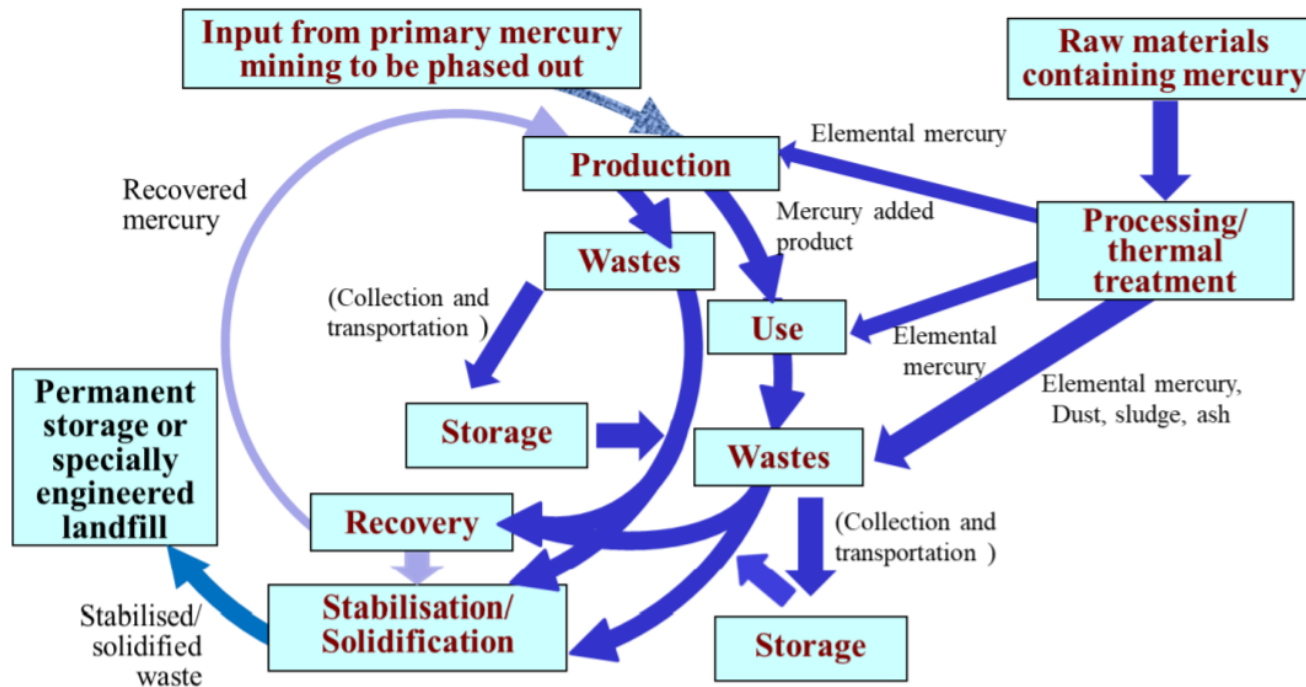 Input from primary mercury
mining to be phased out
Raw materials
containing mercury
Elemental mercury
Production
Recovered
mercury
Mercury added
product
Processing/
thermal
treatment
Wastes
(Collection and
transportation )
Use
Elemental
mercury
Elemental mercury,
Dust, sludge, ash
Permanent
storage or
specially
engineered
landfill
Storage
Wastes
Recovery
(Collection and
transportation )
Stabilisation/
Solidification
Stabilised/
solidified
waste
Storage